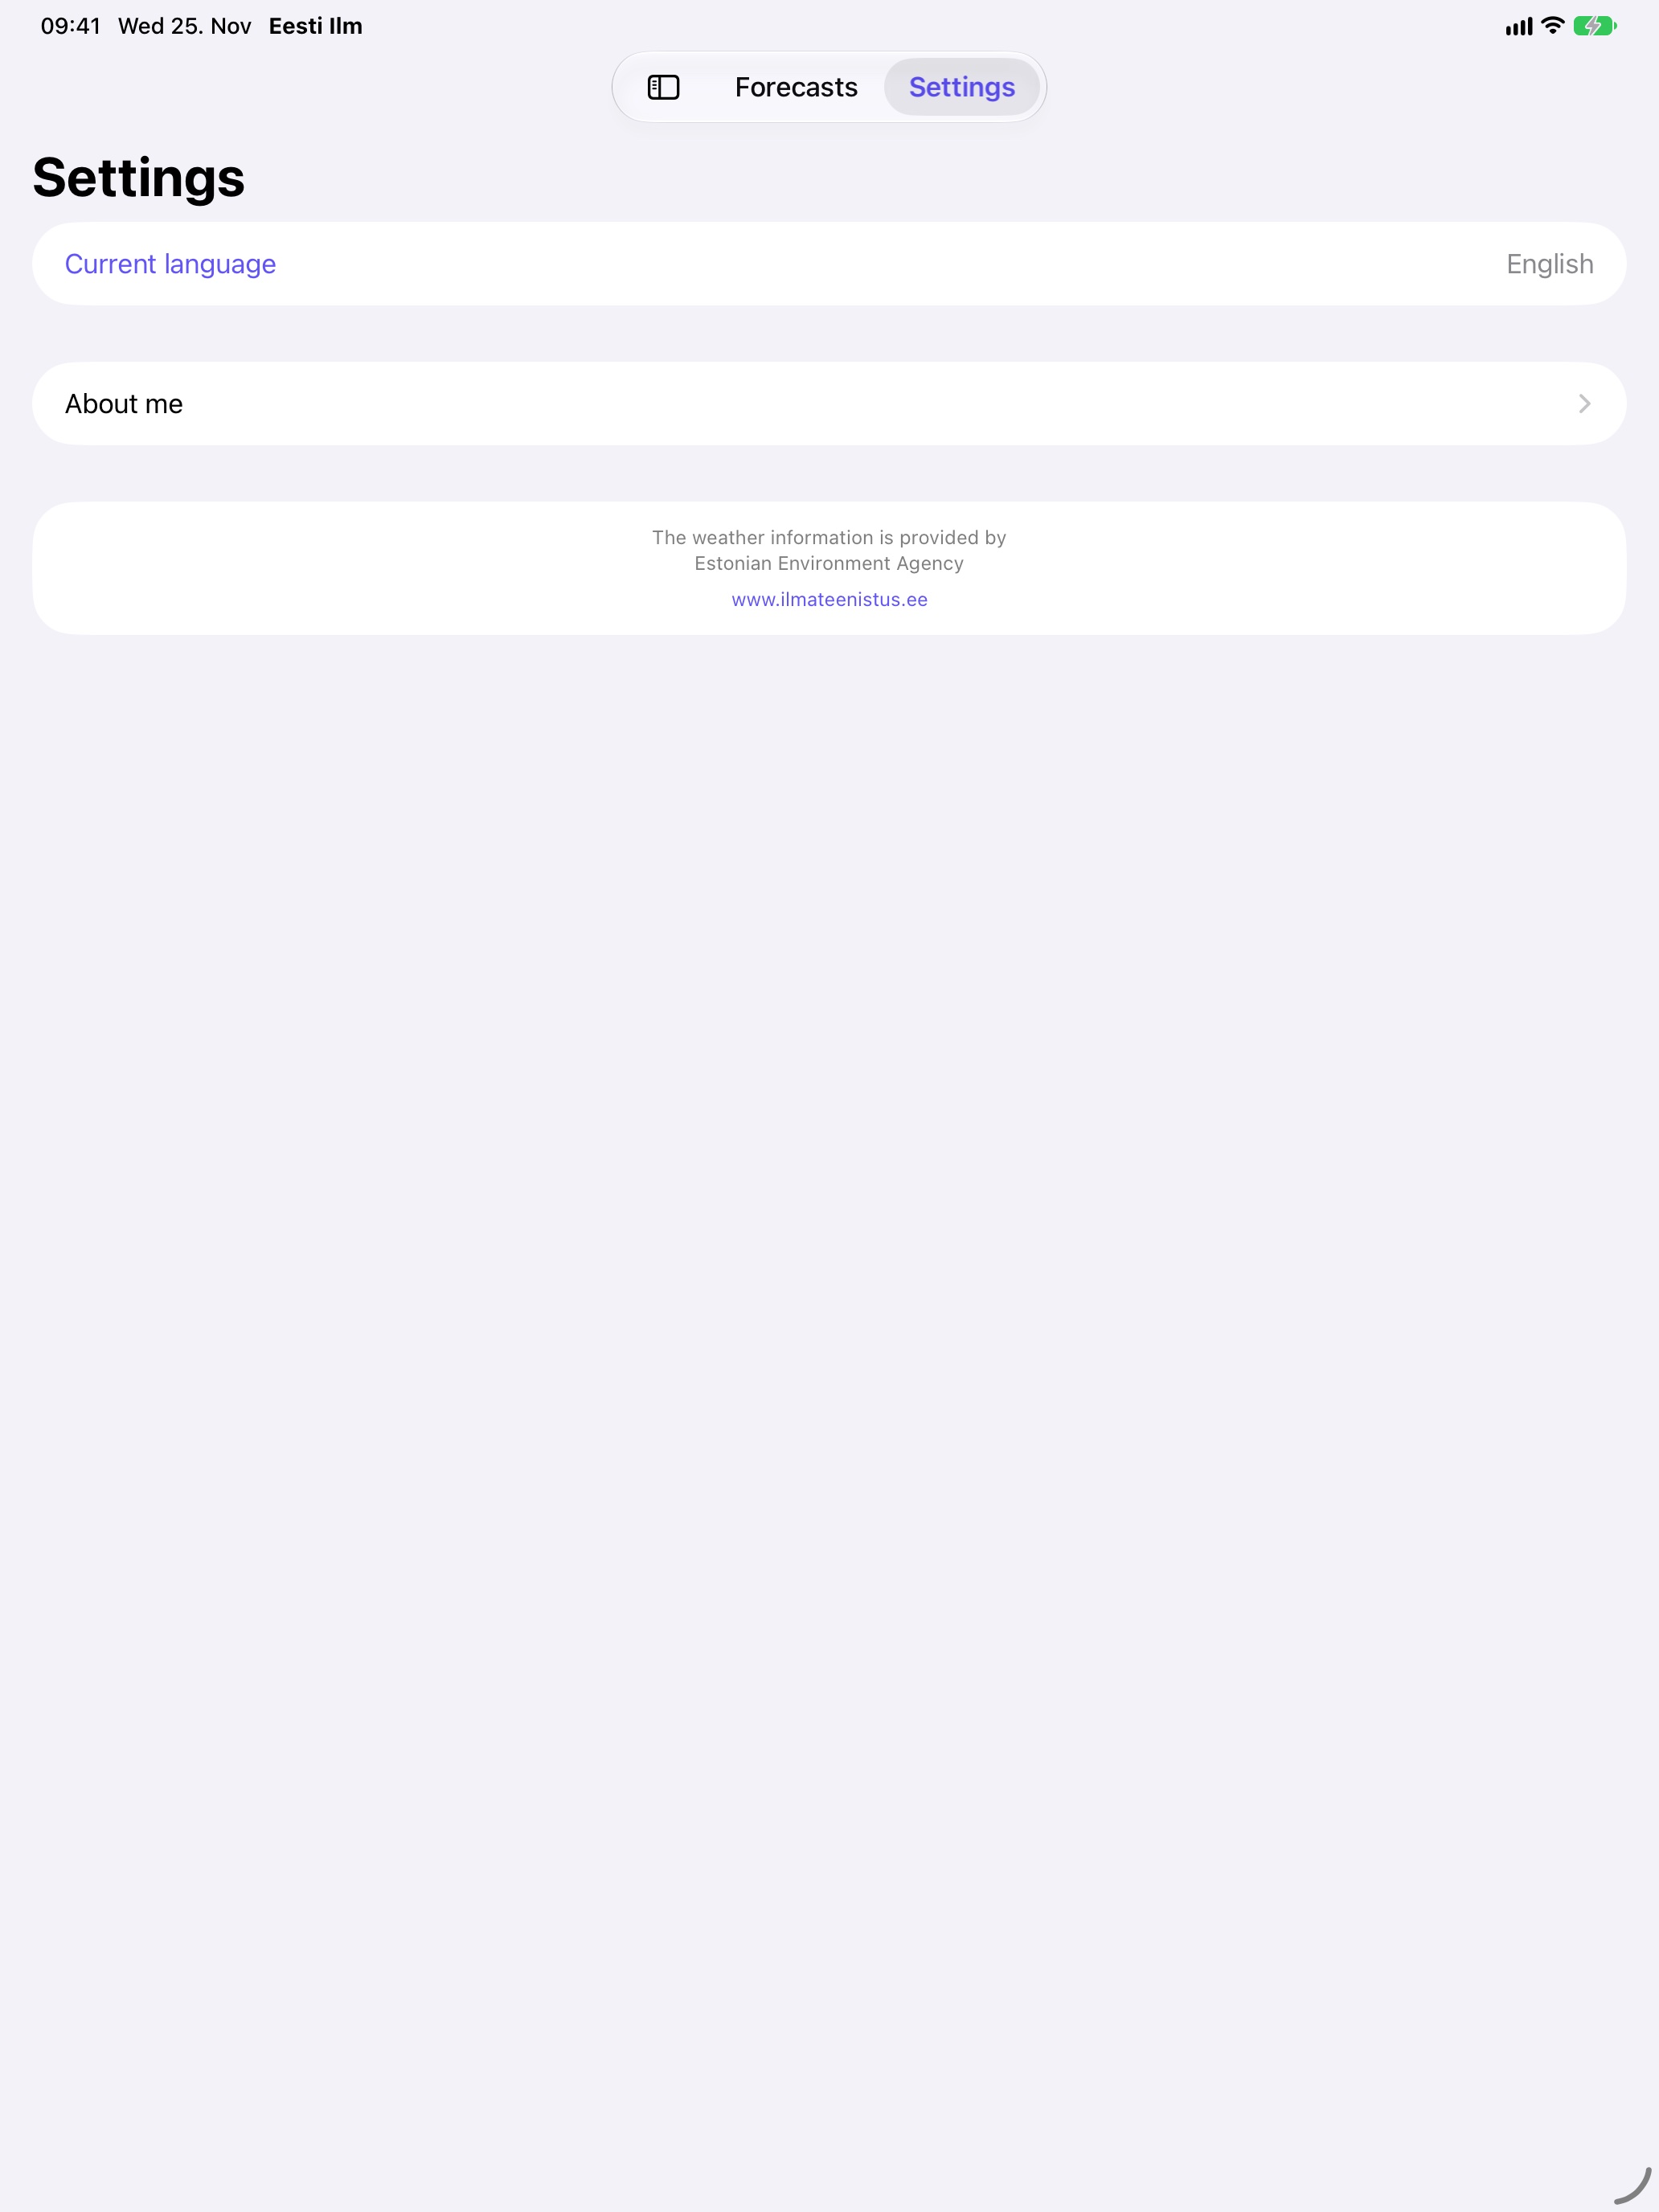 09:41 Wed 25. Nov Eesti Ilm
Forecasts Settings
Settings
Current language English
About me
The weather information is provided by
Estonian Environment Agency
www.ilmateenistus.ee